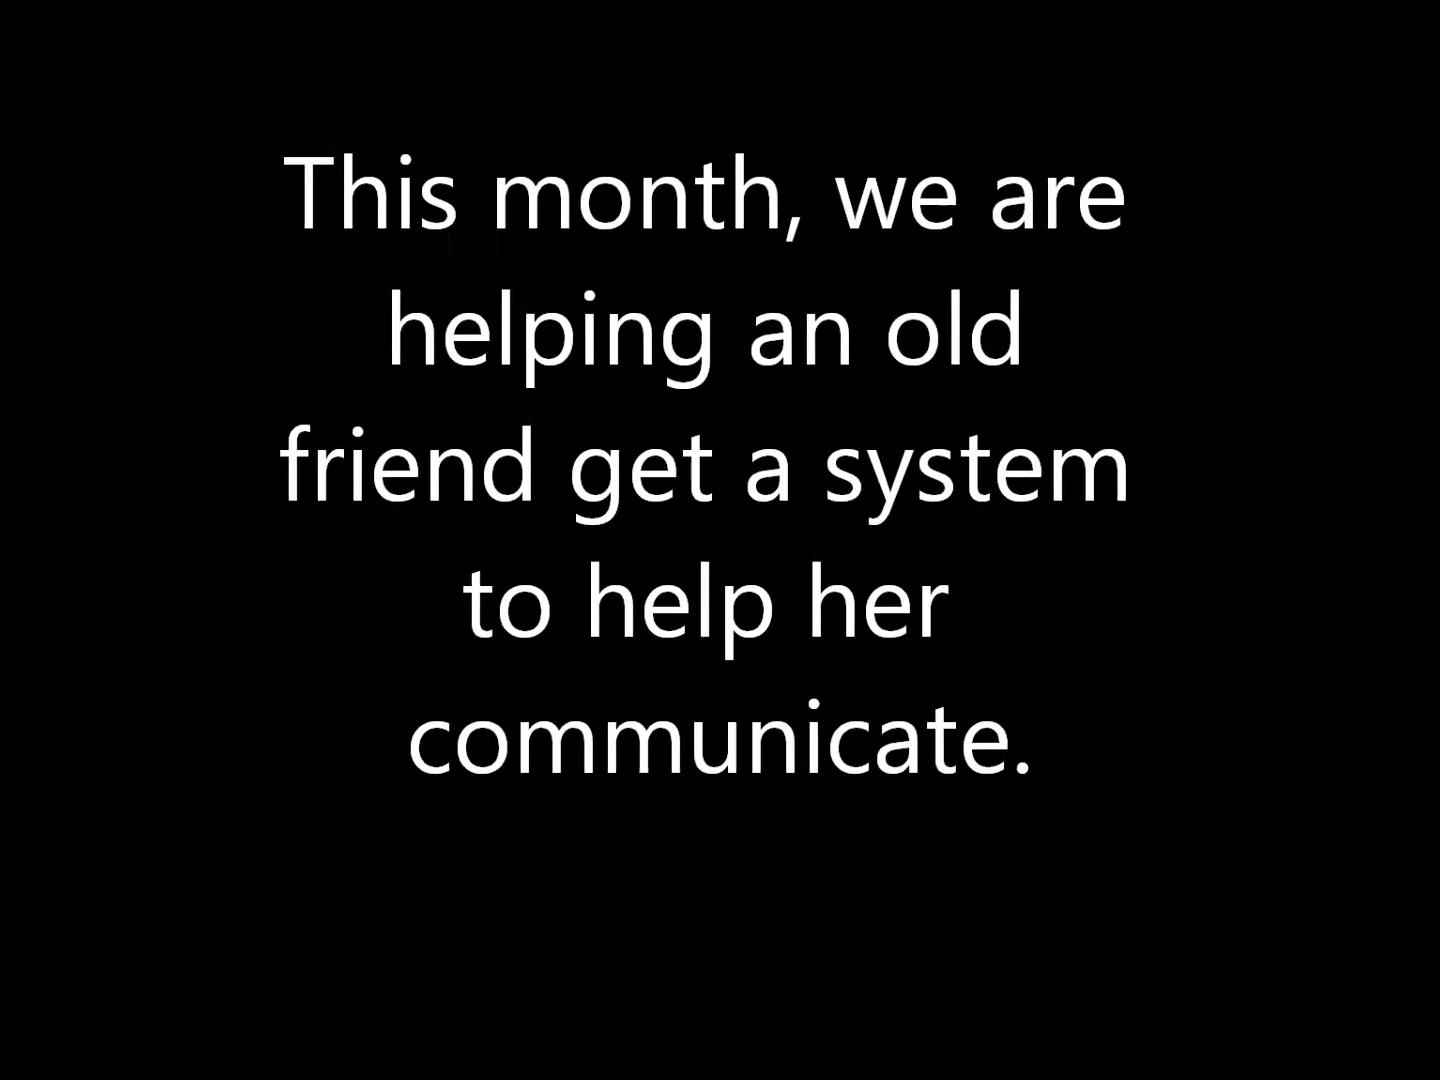 This month, we are
helping an old
friend get a system
to help her
communicate.